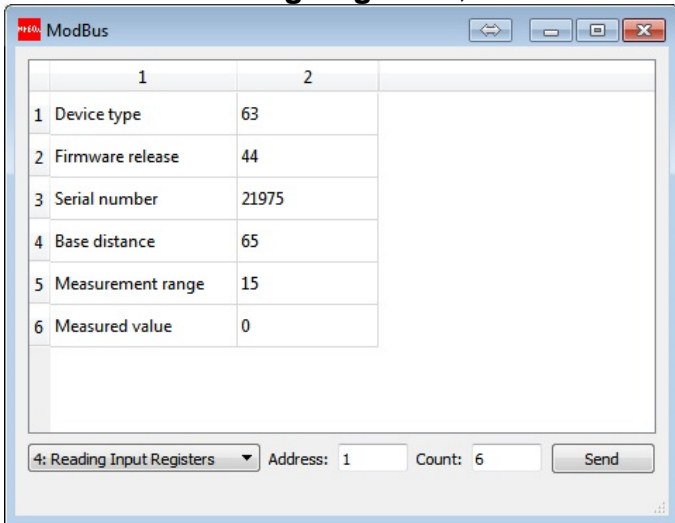 ModBus
1 2
1 Device type 63
2 Firmware release 44
3 Serial number 21975
4 Base distance 65
5 Measurement range 15
6 Measured value 0
4: Reading Input Registers Address: 1 Count: 6 Send